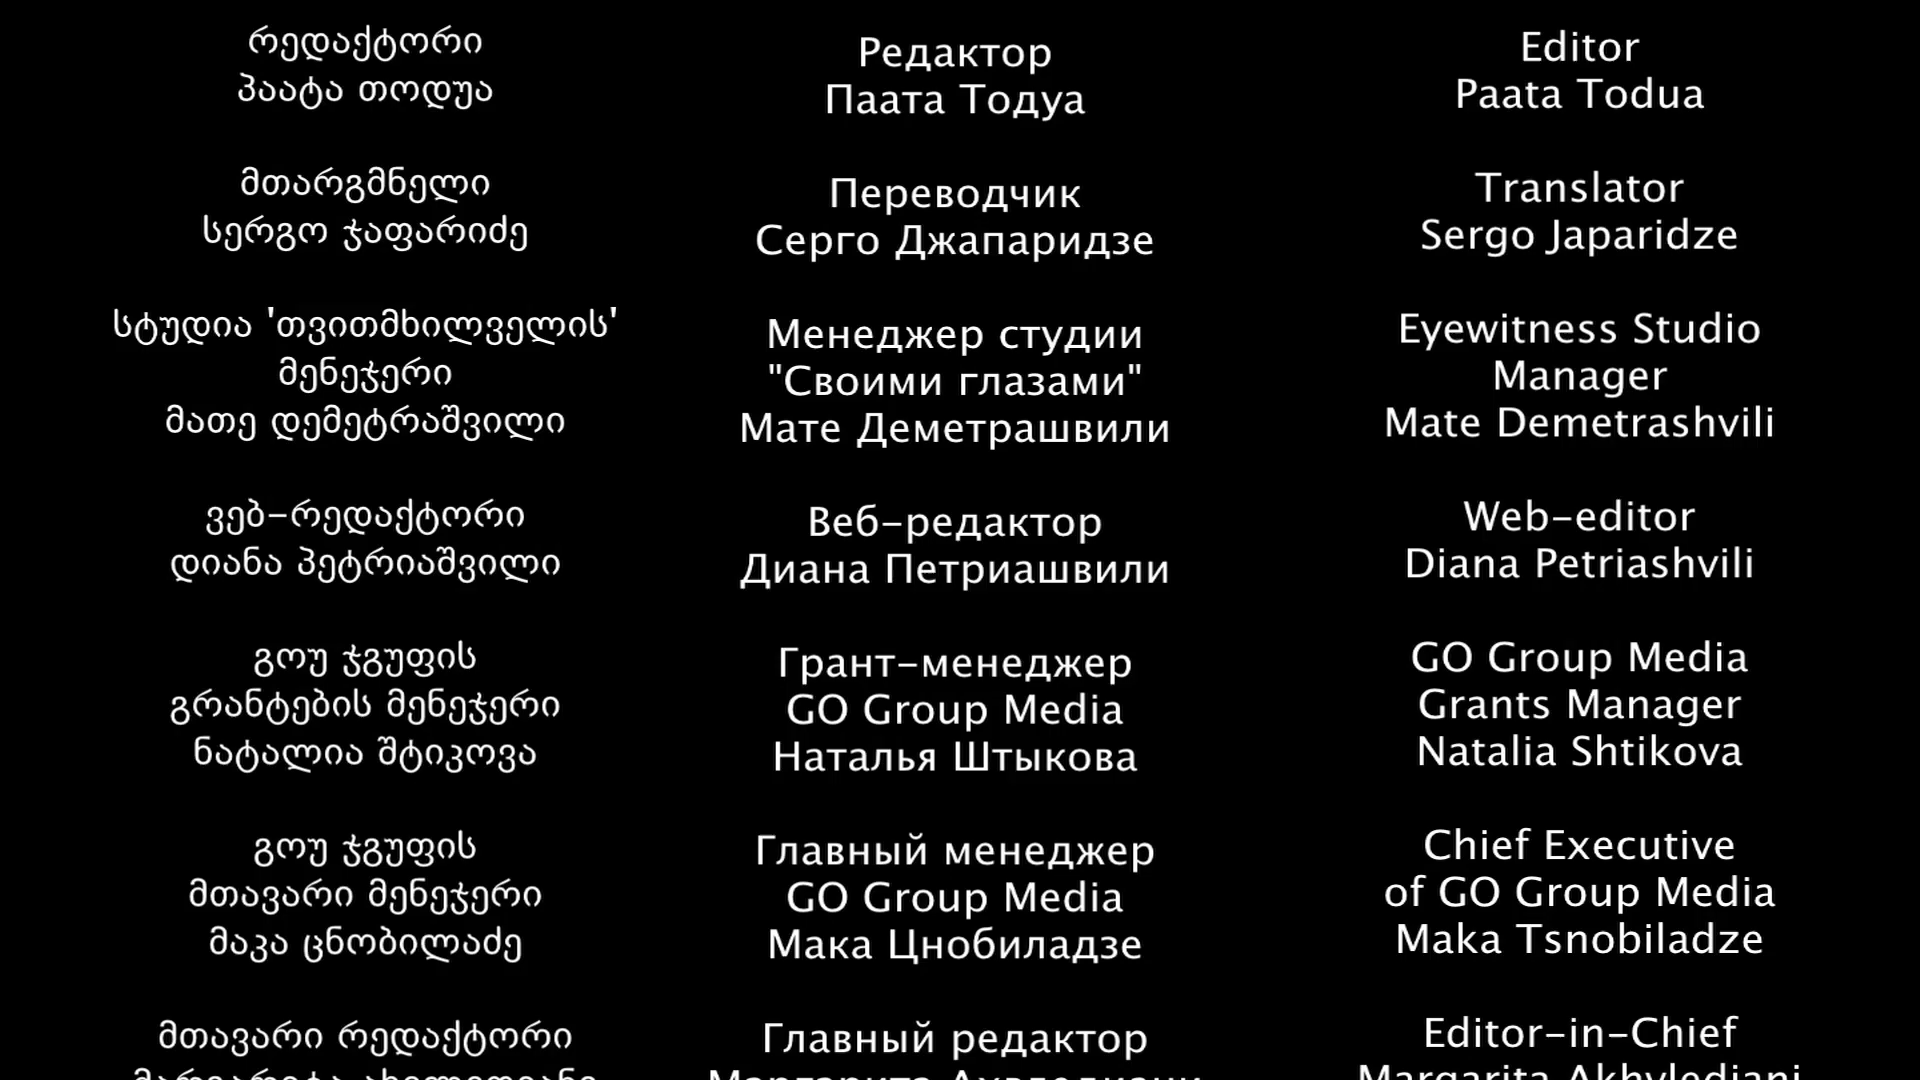 რედაქტორი
პაატა თოდუა
მთარგმნელი
სერგო ჯაფარიძე
სტუდია 'თვითმხილველის'
მენეჯერი
მათე დემეტრაშვილი
ვებ-რედაქტორი
დიანა პეტრიაშვილი
გოუ ჯგუფის
გრანტების მენეჯერი
ნატალია შტიკოვა
გოუ ჯგუფის
მთავარი მენეჯერი
მაკა ცნობილაძე
მთავარი რედაქტორი
Редактор
Паата Тодуа
Переводчик
Серго Джапаридзе
Менеджер студии
"Своими глазами"
Мате Деметрашвили
Веб-редактор
Диана Петриашвили
Грант-менеджер
GO Group Media
Наталья Штыкова
Главный менеджер
GO Group Media
Мака Цнобиладзе
Главный редактор
Editor
Paata Todua
Translator
Sergo Japaridze
Eyewitness Studio
Manager
Mate Demetrashvili
Web-editor
Diana Petriashvili
GO Group Media
Grants Manager
Natalia Shtikova
Chief Executive
of GO Group Media
Maka Tsnobiladze
Editor-in-Chief
Margarita Akhvlediani